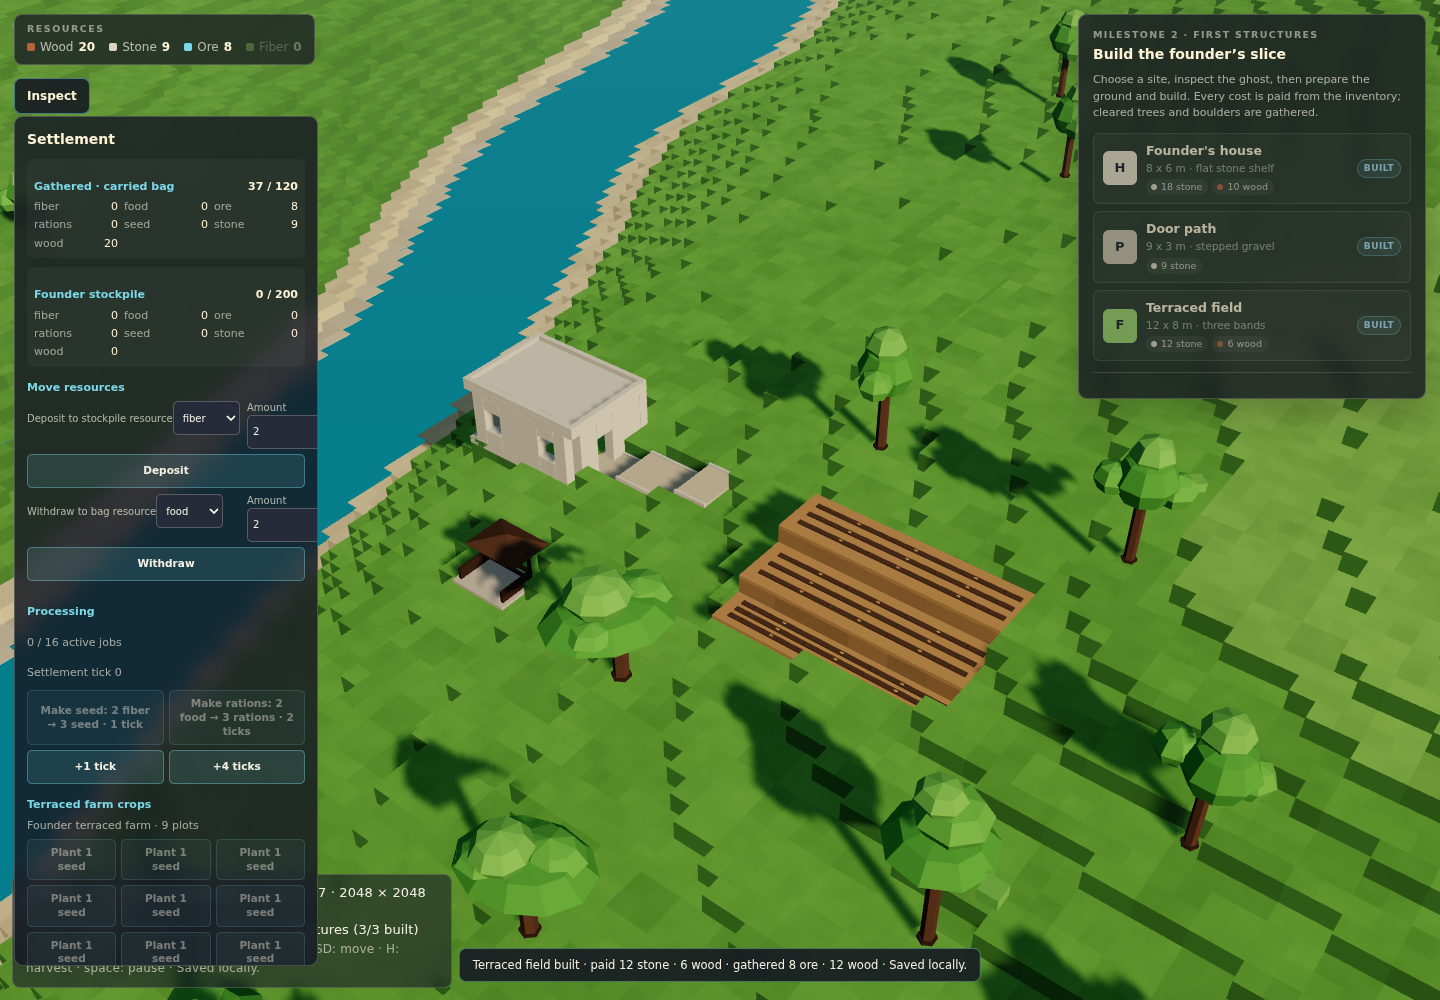 RESOURCES
Wood 20 Stone 9 Ore 8 Fiber 0
Inspect
Settlement
Gathered · carried bag 37 / 120
fiber 0 food 0 ore 8
rations 0 seed 0 stone 9
wood 20
Founder stockpile 0 / 200
fiber 0 food 0 ore 0
rations 0 seed 0 stone 0
wood 0
Move resources
Deposit to stockpile resource fiber Amount 2
Deposit
Withdraw to bag resource food Amount 2
Withdraw
Processing
0 / 16 active jobs
Settlement tick 0
Make seed: 2 fiber → 3 seed · 1 tick
Make rations: 2 food → 3 rations · 2 ticks
+1 tick +4 ticks
Terraced farm crops
Founder terraced farm · 9 plots
Plant 1 seed Plant 1 seed Plant 1 seed
Plant 1 seed Plant 1 seed Plant 1 seed
Plant 1 seed Plant 1 seed Plant 1 seed
7 · 2048 × 2048
tures (3/3 built)
SD: move · H:
harvest · space: pause · Saved locally.
Terraced field built · paid 12 stone · 6 wood · gathered 8 ore · 12 wood · Saved locally.
MILESTONE 2 · FIRST STRUCTURES
Build the founder’s slice
Choose a site, inspect the ghost, then prepare the
ground and build. Every cost is paid from the inventory;
cleared trees and boulders are gathered.
H Founder's house BUILT
8 x 6 m · flat stone shelf
18 stone 10 wood
P Door path BUILT
9 x 3 m · stepped gravel
9 stone
F Terraced field BUILT
12 x 8 m · three bands
12 stone 6 wood